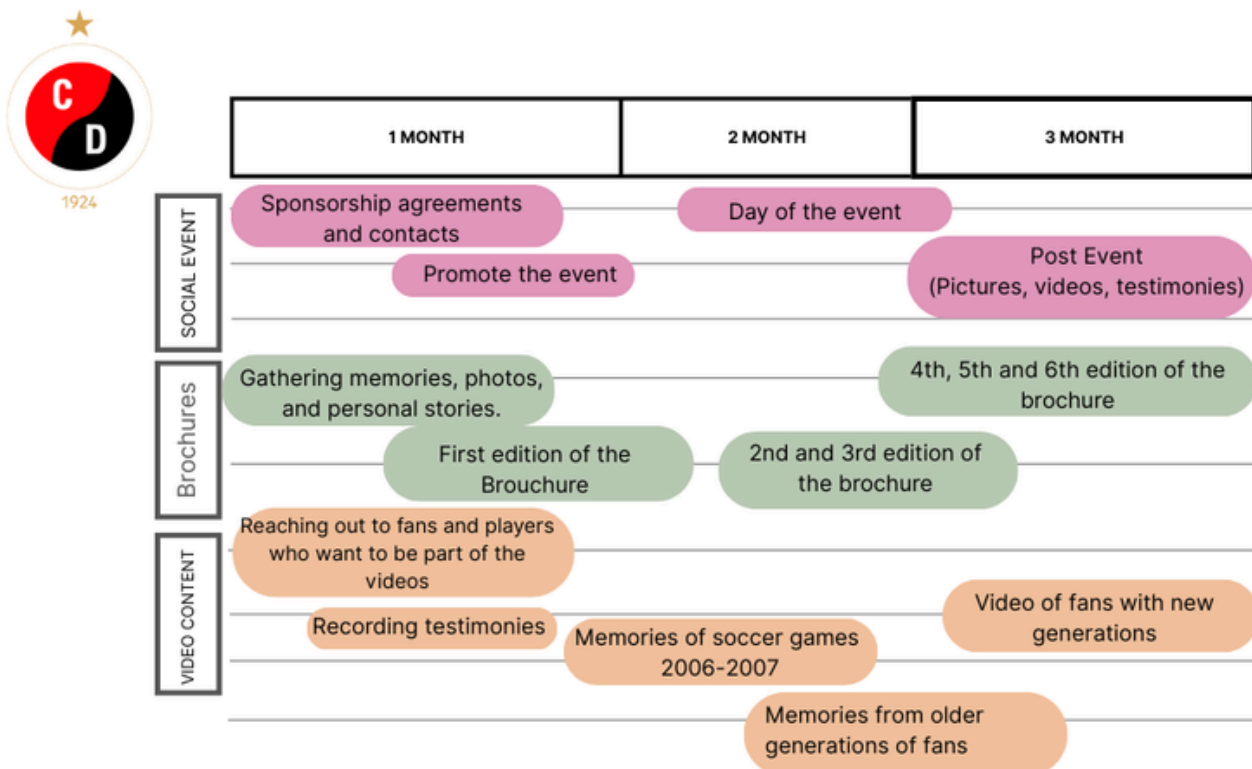 C
D
1924
1 MONTH
2 MONTH
3 MONTH
SOCIAL EVENT
Sponsorship agreements
and contacts
Day of the event
Promote the event
Post Event
(Pictures, videos, testimonies)
Brochures
Gathering memories, photos,
and personal stories.
4th, 5th and 6th edition of the
brochure
First edition of the
Brouchure
2nd and 3rd edition of
the brochure
VIDEO CONTENT
Reaching out to fans and players
who want to be part of the
videos
Recording testimonies
Memories of soccer games
2006-2007
Video of fans with new
generations
Memories from older
generations of fans